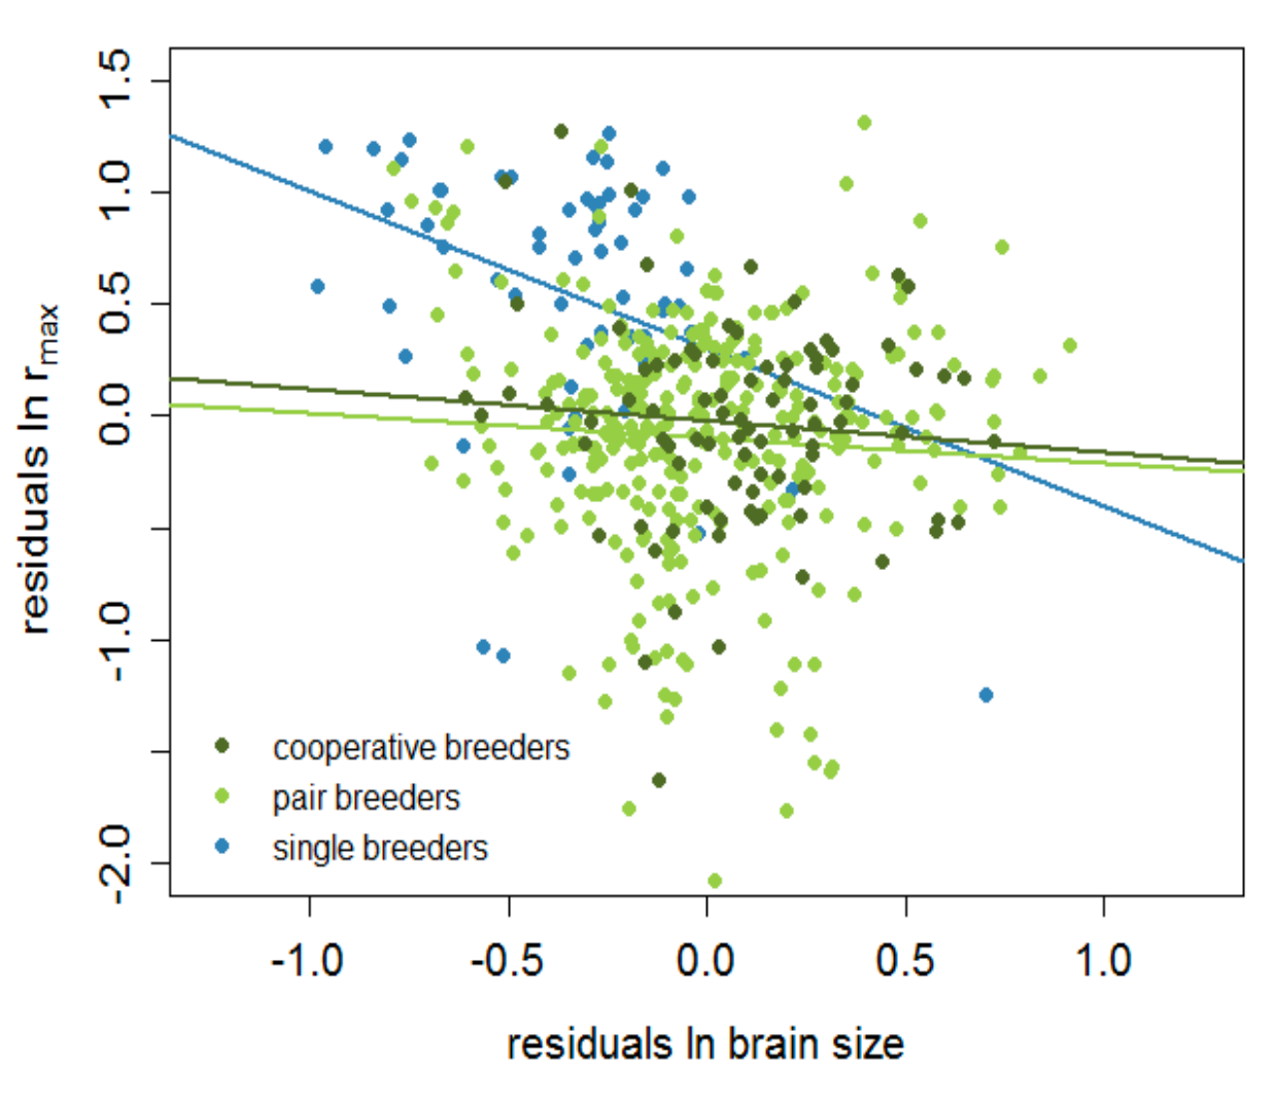 1.5
1.0
0.5
0.0
-1.0
-2.0
residuals ln rmax
cooperative breeders
pair breeders
single breeders
-1.0 -0.5 0.0 0.5 1.0
residuals ln brain size